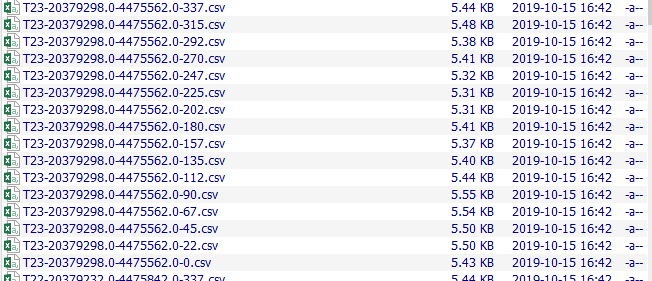 T23-20379298.0-4475562.0-337.csv 5.44 KB 2019-10-15 16:42 -a--
T23-20379298.0-4475562.0-315.csv 5.48 KB 2019-10-15 16:42 -a--
T23-20379298.0-4475562.0-292.csv 5.38 KB 2019-10-15 16:42 -a--
T23-20379298.0-4475562.0-270.csv 5.41 KB 2019-10-15 16:42 -a--
T23-20379298.0-4475562.0-247.csv 5.32 KB 2019-10-15 16:42 -a--
T23-20379298.0-4475562.0-225.csv 5.31 KB 2019-10-15 16:42 -a--
T23-20379298.0-4475562.0-202.csv 5.31 KB 2019-10-15 16:42 -a--
T23-20379298.0-4475562.0-180.csv 5.41 KB 2019-10-15 16:42 -a--
T23-20379298.0-4475562.0-157.csv 5.37 KB 2019-10-15 16:42 -a--
T23-20379298.0-4475562.0-135.csv 5.40 KB 2019-10-15 16:42 -a--
T23-20379298.0-4475562.0-112.csv 5.44 KB 2019-10-15 16:42 -a--
T23-20379298.0-4475562.0-90.csv 5.55 KB 2019-10-15 16:42 -a--
T23-20379298.0-4475562.0-67.csv 5.54 KB 2019-10-15 16:42 -a--
T23-20379298.0-4475562.0-45.csv 5.50 KB 2019-10-15 16:42 -a--
T23-20379298.0-4475562.0-22.csv 5.50 KB 2019-10-15 16:42 -a--
T23-20379298.0-4475562.0-0.csv 5.43 KB 2019-10-15 16:42 -a--
T22-20379232.0-4475842.0-337.csv 5.44 KB 2019-10-15 16:42 -a--